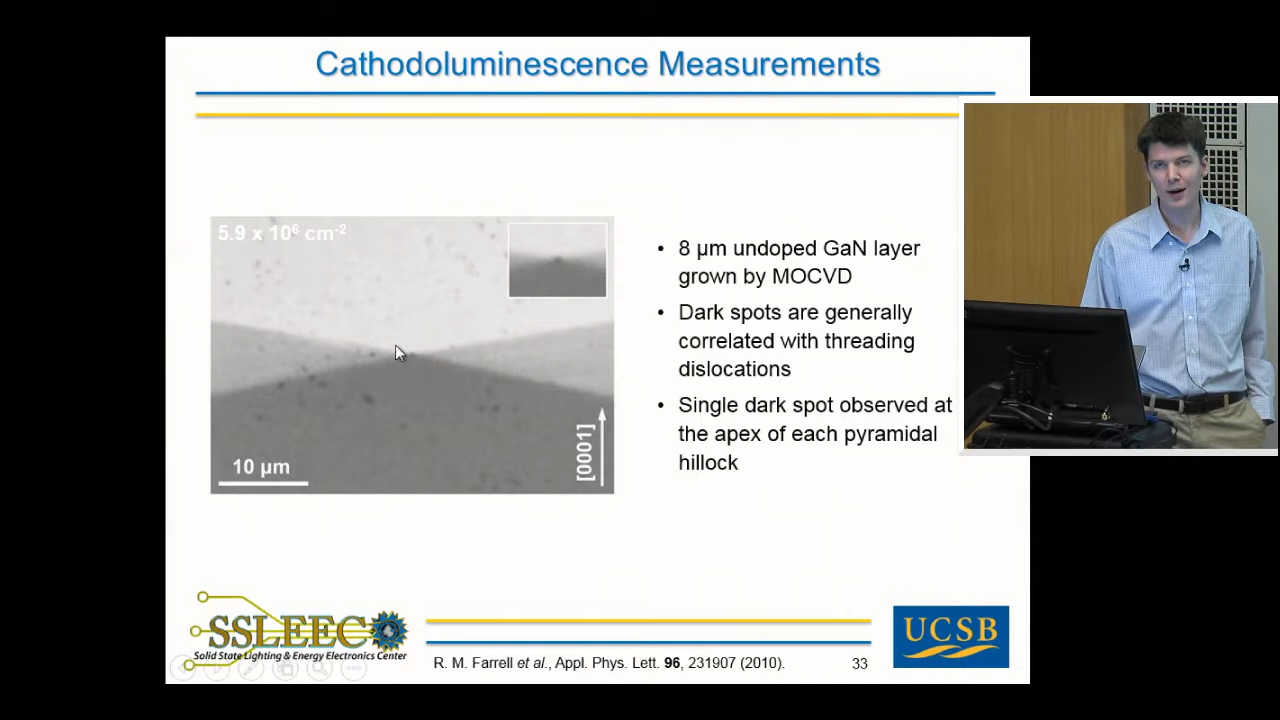 Cathodoluminescence Measurements
5.9 x 10⁶ cm⁻²
10 µm
[0001]
• 8 µm undoped GaN layer
grown by MOCVD
• Dark spots are generally
correlated with threading
dislocations
• Single dark spot observed at
the apex of each pyramidal
hillock
SSLEEC
Solid State Lighting & Energy Electronics Center
R. M. Farrell et al., Appl. Phys. Lett. 96, 231907 (2010).
33
UCSB